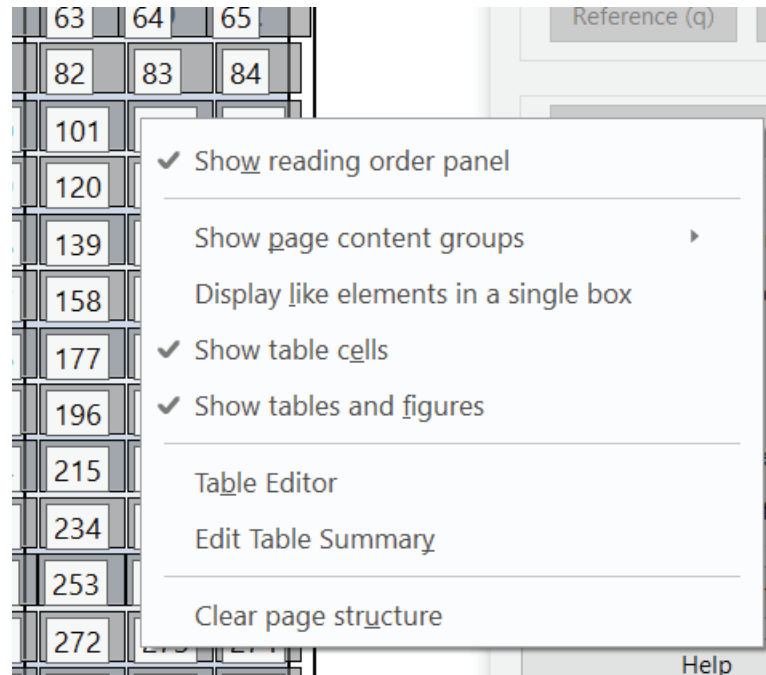 63 64 65
Reference (q)
82 83 84
101
Show reading order panel
120
139
Show page content groups
158
Display like elements in a single box
177
Show table cells
196
Show tables and figures
215
Table Editor
234
Edit Table Summary
253
Clear page structure
272
Help